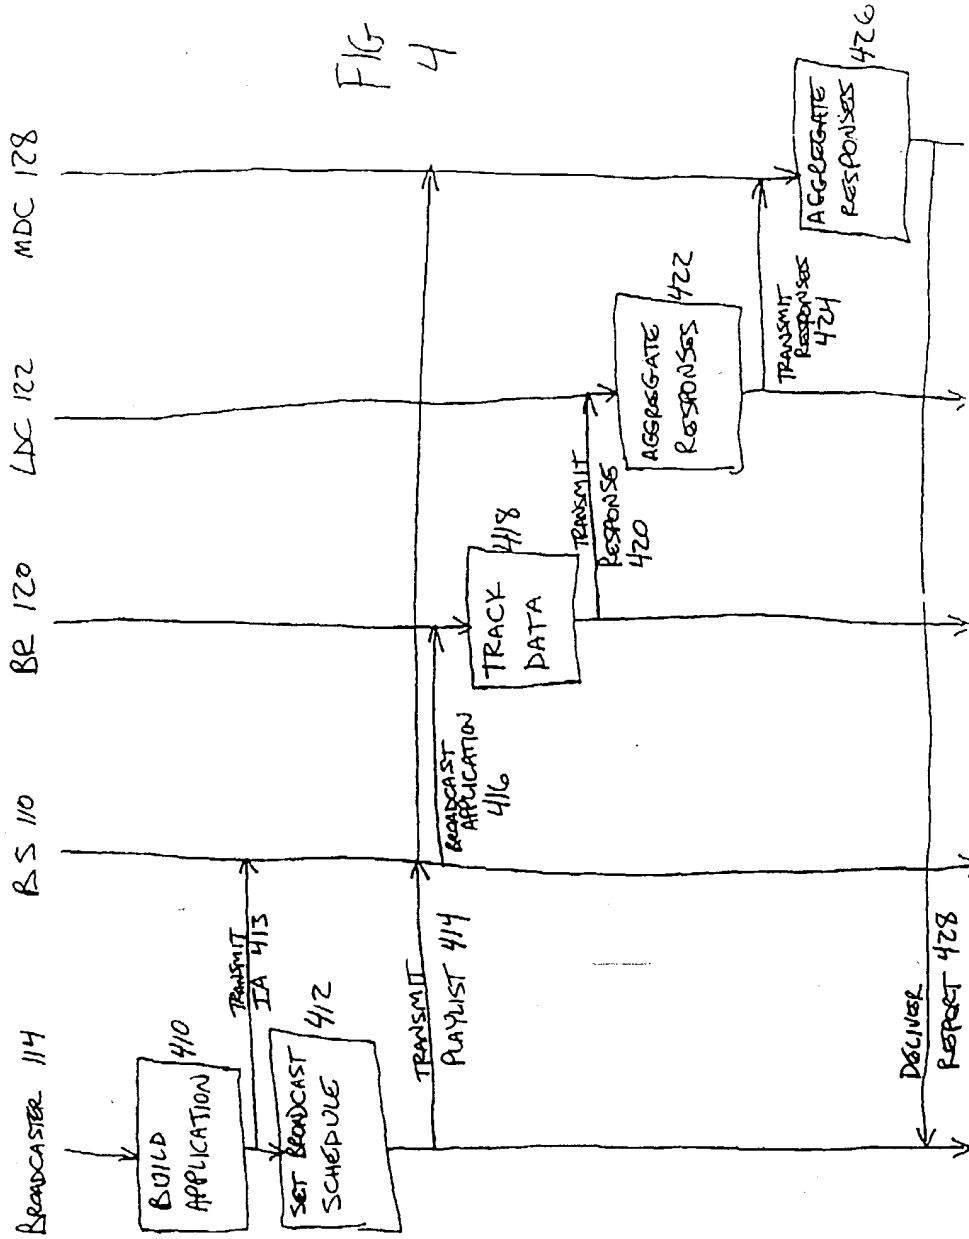 BROADCASTER 114
BS 110
BR 120
LDC 122
MDC 128
FIG
4
BUILD
APPLICATION
410
TRANSMIT
IA 413
SET BROADCAST
SCHEDULE
412
TRANSMIT
PLAYLIST 414
BROADCAST
APPLICATION
416
TRACK
DATA
418
TRANSMIT
RESPONSE
420
AGGREGATE
RESPONSES
422
TRANSMIT
RESPONSES
424
AGGREGATE
RESPONSES
426
DELIVER
REPORT 428